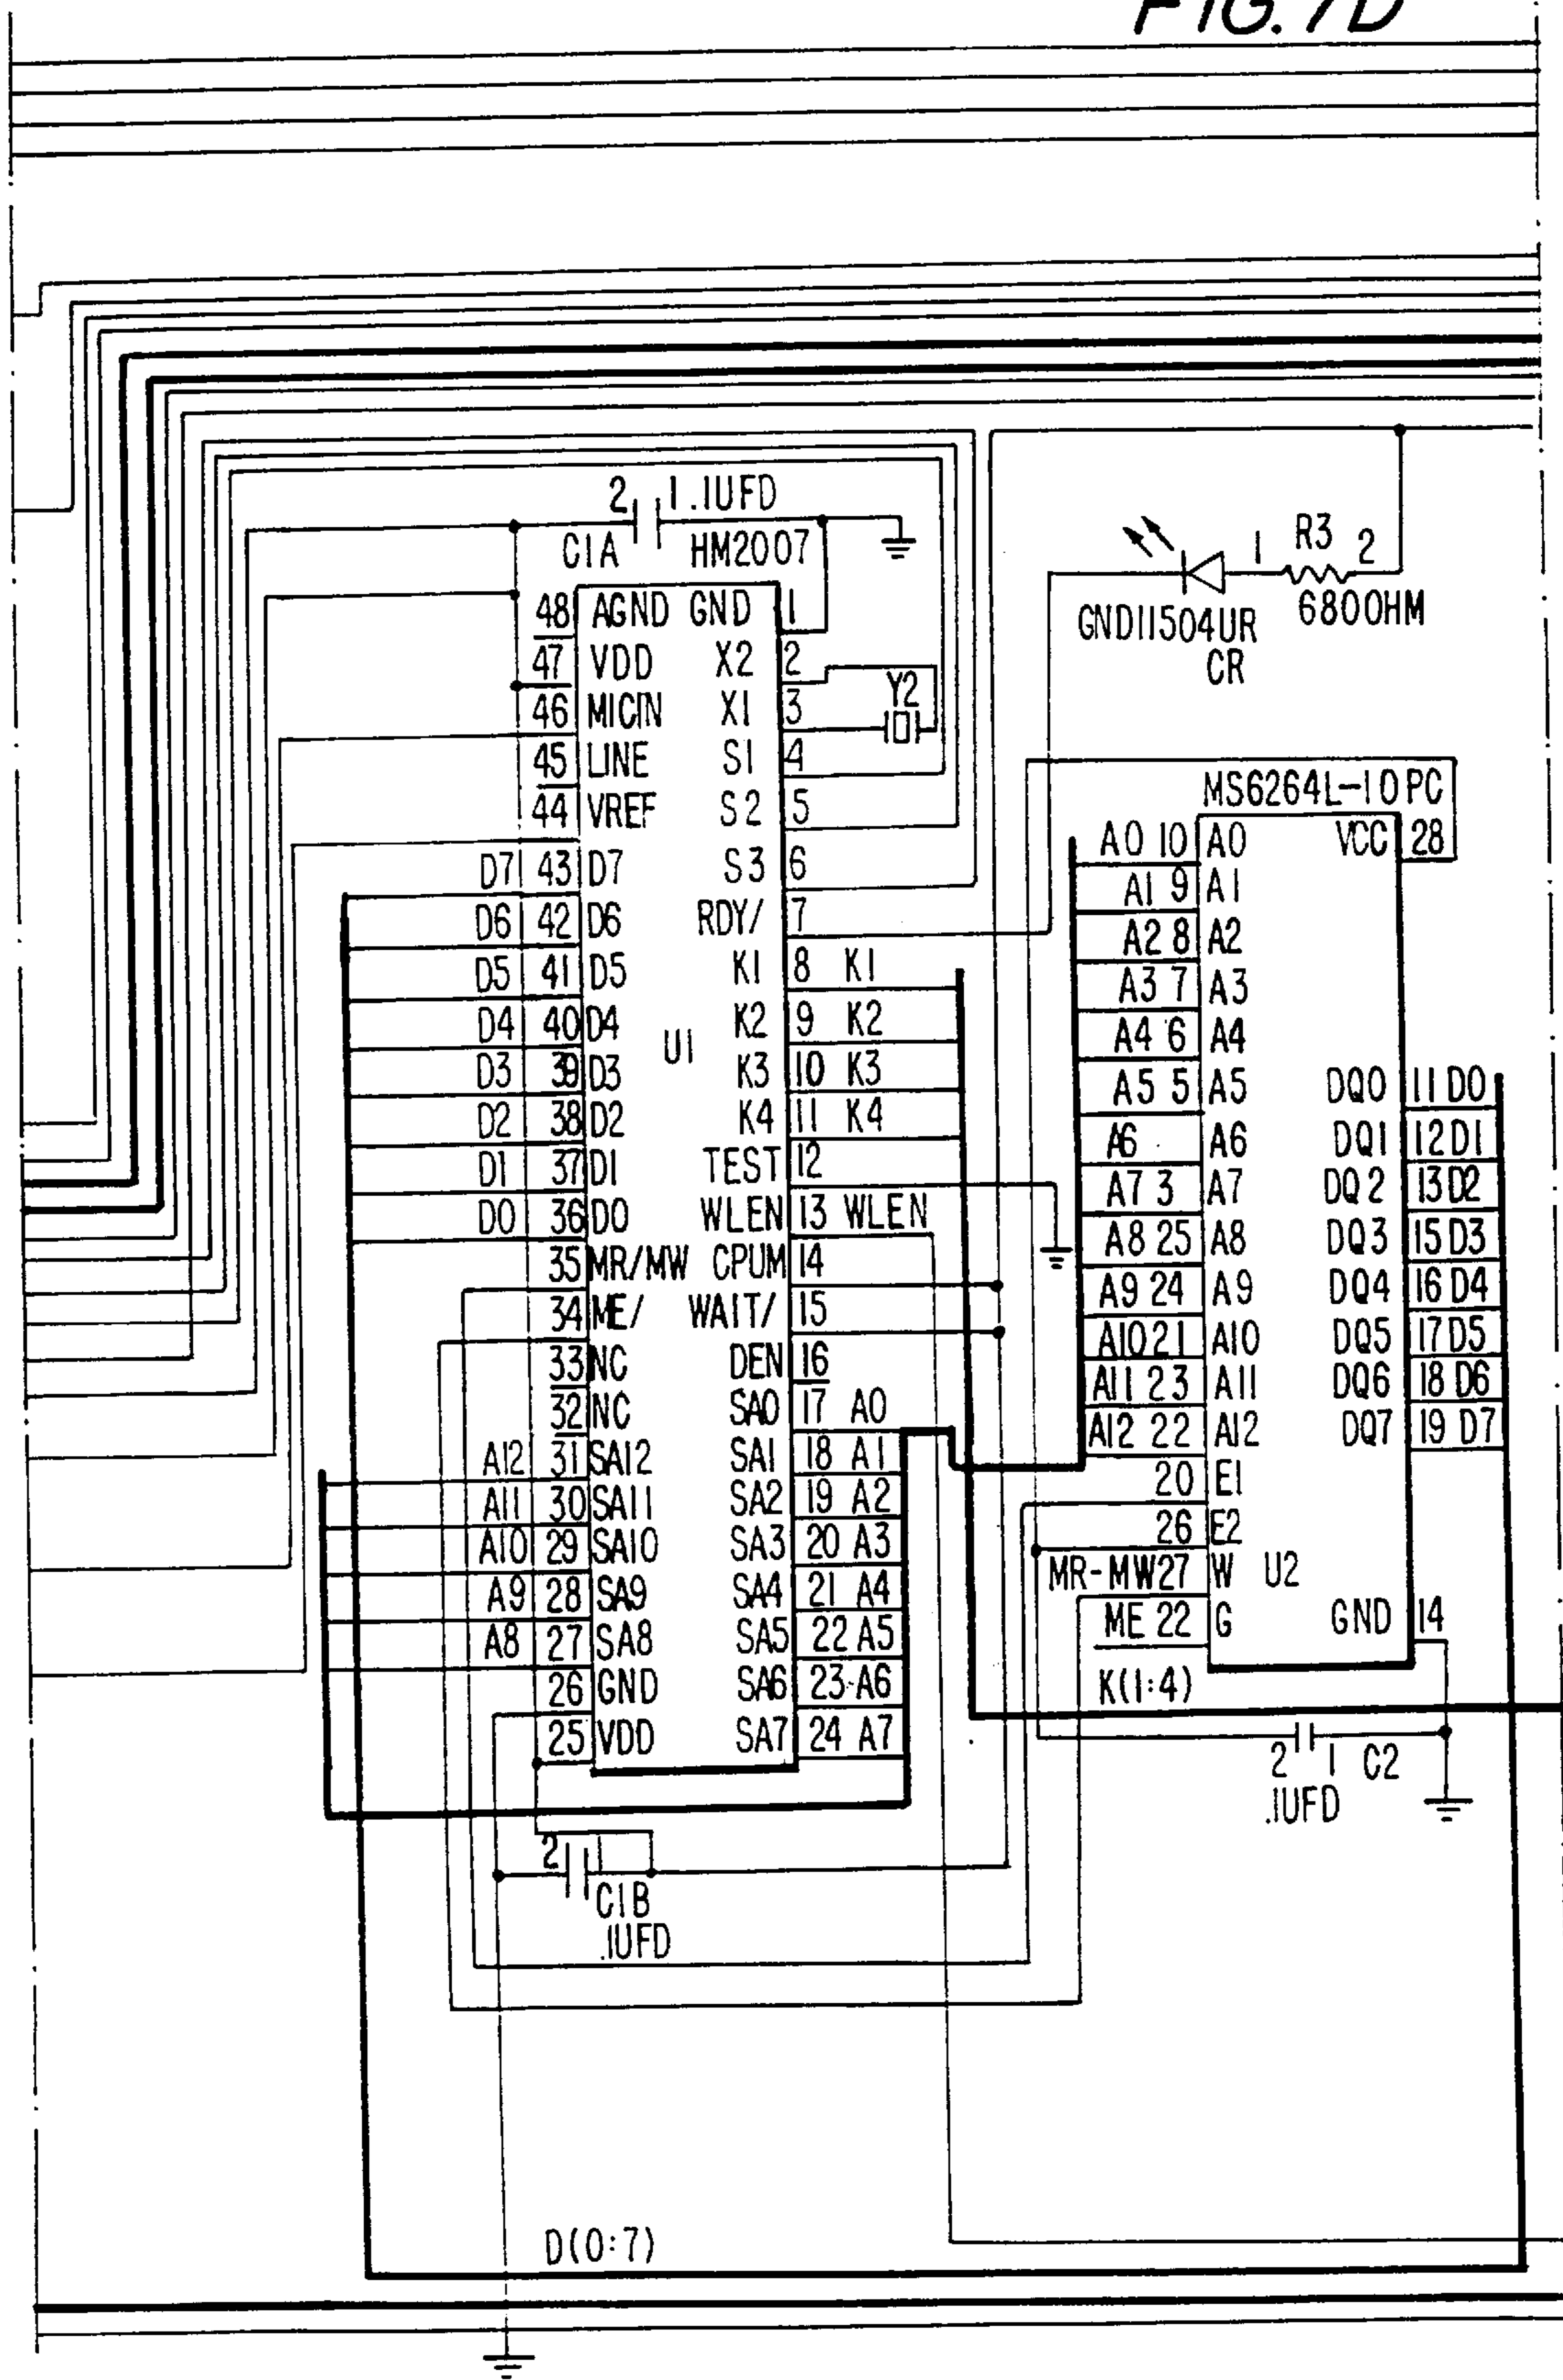 FIG. 7D
2 1 .1UFD
C1A HM2007
1 R3 2
680OHM
GND11504UR
CR
48 AGND GND 1
47 VDD X2 2
Y2
46 MICIN X1 3
45 LINE S1 4
44 VREF S2 5
D7 43 D7 S3 6
D6 42 D6 RDY/ 7
D5 41 D5 K1 8 K1
D4 40 D4 K2 9 K2
U1
D3 39 D3 K3 10 K3
D2 38 D2 K4 11 K4
D1 37 D1 TEST 12
D0 36 D0 WLEN 13 WLEN
35 MR/MW CPUM 14
34 ME/ WAIT/ 15
33 NC DEN 16
32 NC SA0 17 A0
A12 31 SA12 SA1 18 A1
A11 30 SA11 SA2 19 A2
A10 29 SA10 SA3 20 A3
A9 28 SA9 SA4 21 A4
A8 27 SA8 SA5 22 A5
26 GND SA6 23 A6
25 VDD SA7 24 A7
MS6264L-10PC
A0 10 A0 VCC 28
A1 9 A1
A2 8 A2
A3 7 A3
A4 6 A4
A5 5 A5 DQ0 11 D0
A6 A6 DQ1 12 D1
A7 3 A7 DQ2 13 D2
A8 25 A8 DQ3 15 D3
A9 24 A9 DQ4 16 D4
A10 21 A10 DQ5 17 D5
A11 23 A11 DQ6 18 D6
A12 22 A12 DQ7 19 D7
20 E1
26 E2
MR-MW 27 W U2
ME 22 G GND 14
K(1:4)
2 1 C2
.1UFD
2 1
C1B
.1UFD
D(0:7)